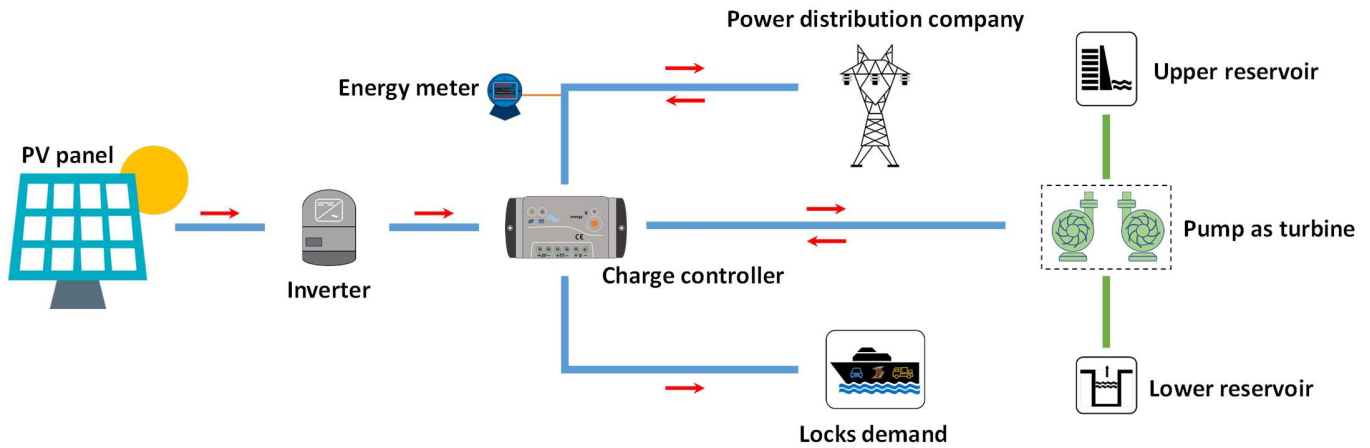 Power distribution company
Energy meter
Upper reservoir
PV panel
Pump as turbine
Charge controller
Inverter
Lower reservoir
Locks demand